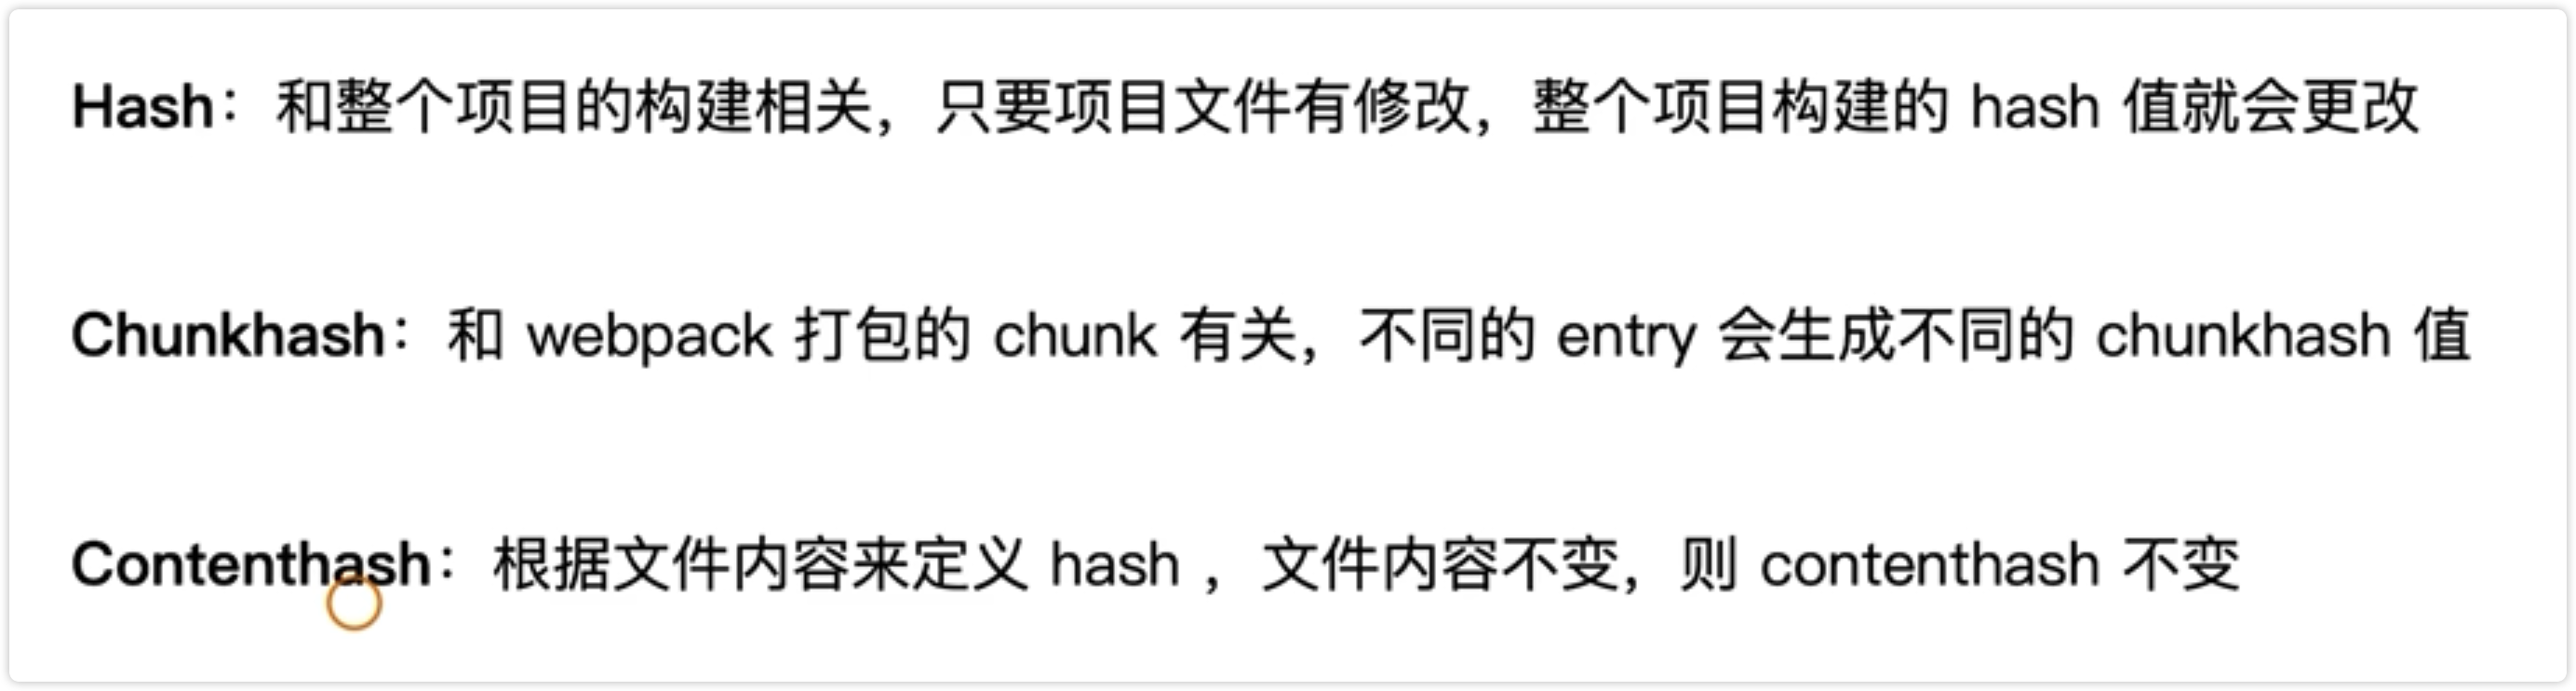 Hash：和整个项目的构建相关，只要项目文件有修改，整个项目构建的 hash 值就会更改
Chunkhash：和 webpack 打包的 chunk 有关，不同的 entry 会生成不同的 chunkhash 值
Contenthash：根据文件内容来定义 hash ，文件内容不变，则 contenthash 不变